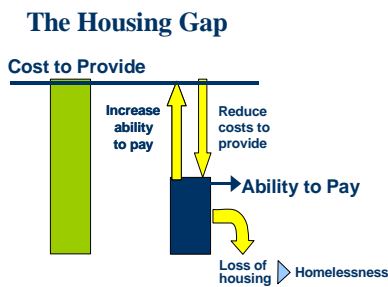 The Housing Gap
Cost to Provide
Increase
ability
to pay
Reduce
costs to
provide
Ability to Pay
Loss of
housing
Homelessness